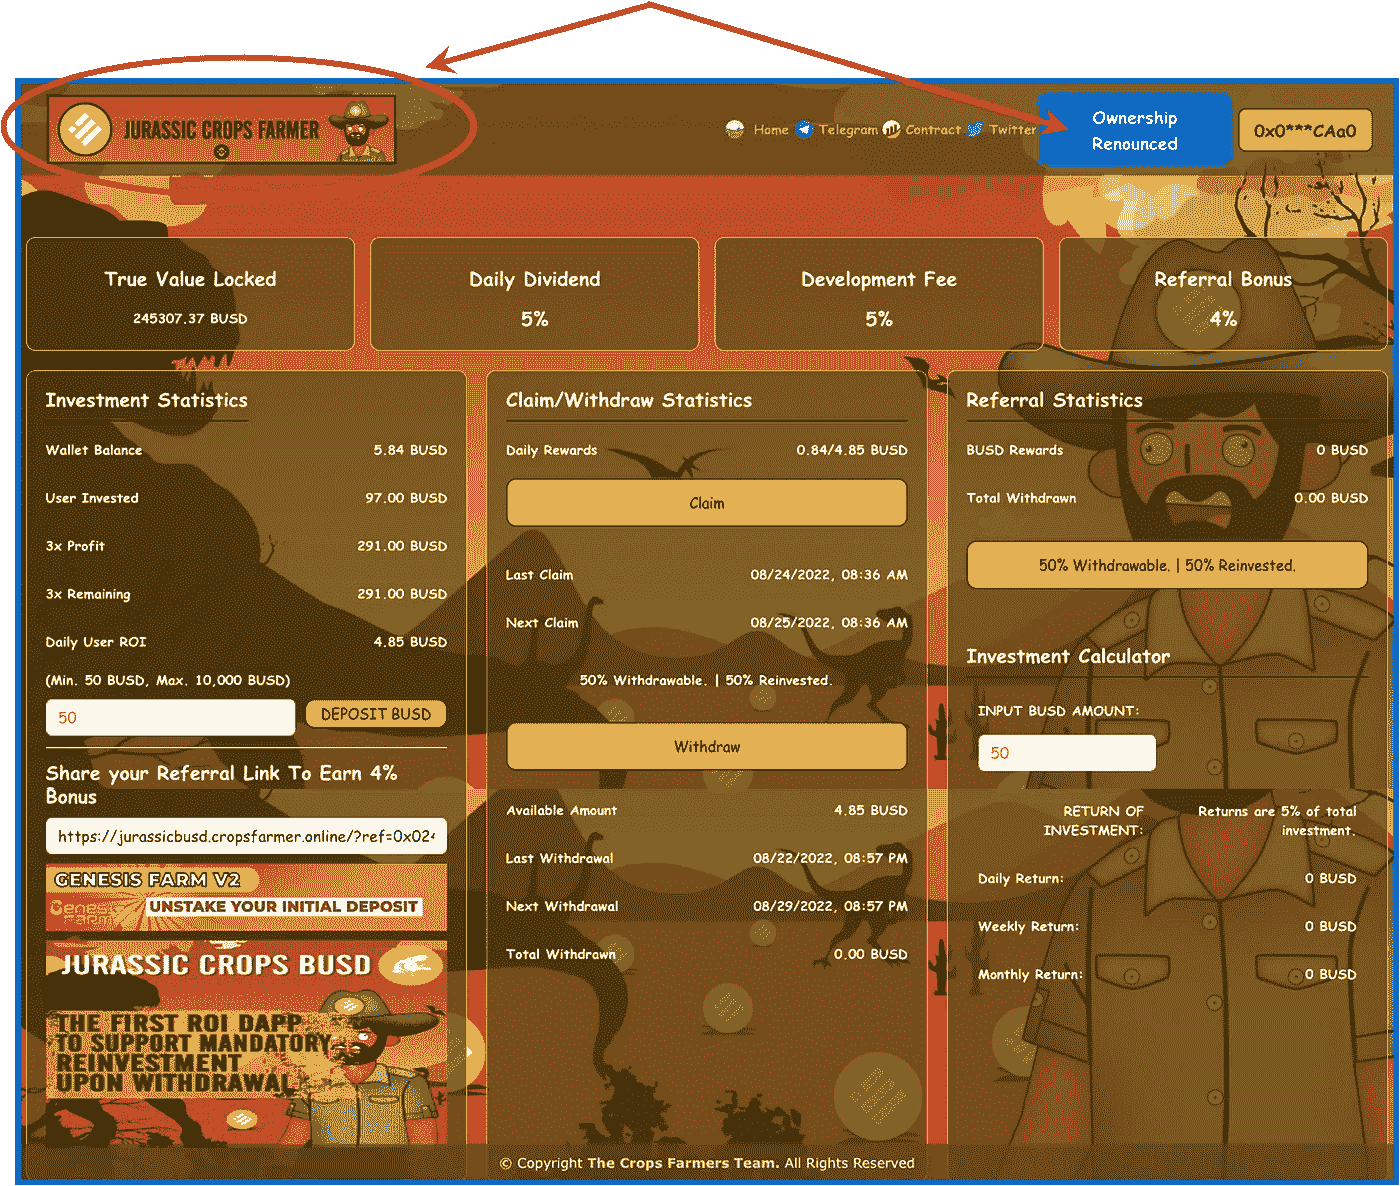 JURASSIC CROPS FARMER
Home Telegram Contract Twitter
Ownership
Renounced
0x0***CAa0
True Value Locked
245307.37 BUSD
Daily Dividend
5%
Development Fee
5%
Referral Bonus
4%
Investment Statistics
Wallet Balance 5.84 BUSD
User Invested 97.00 BUSD
3x Profit 291.00 BUSD
3x Remaining 291.00 BUSD
Daily User ROI 4.85 BUSD
(Min. 50 BUSD, Max. 10,000 BUSD)
50 DEPOSIT BUSD
Share your Referral Link To Earn 4%
Bonus
https://jurassicbusd.cropsfarmer.online/?ref=0x02
GENESIS FARM V2
Genesis
Farm
UNSTAKE YOUR INITIAL DEPOSIT
JURASSIC CROPS BUSD
THE FIRST ROI DAPP
TO SUPPORT MANDATORY
REINVESTMENT
UPON WITHDRAWAL
Claim/Withdraw Statistics
Daily Rewards 0.84/4.85 BUSD
Claim
Last Claim 08/24/2022, 08:36 AM
Next Claim 08/25/2022, 08:36 AM
50% Withdrawable. | 50% Reinvested.
Withdraw
Available Amount 4.85 BUSD
Last Withdrawal 08/22/2022, 08:57 PM
Next Withdrawal 08/29/2022, 08:57 PM
Total Withdrawn 0.00 BUSD
Referral Statistics
BUSD Rewards 0 BUSD
Total Withdrawn 0.00 BUSD
50% Withdrawable. | 50% Reinvested.
Investment Calculator
INPUT BUSD AMOUNT:
50
RETURN OF
INVESTMENT:
Returns are 5% of total
investment.
Daily Return: 0 BUSD
Weekly Return: 0 BUSD
Monthly Return: 0 BUSD
© Copyright The Crops Farmers Team. All Rights Reserved